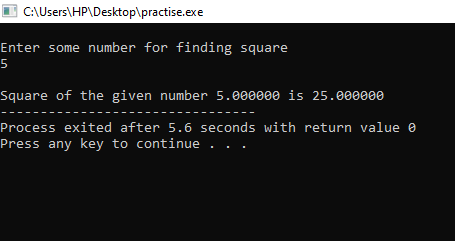 C:\Users\HP\Desktop\practise.exe
Enter some number for finding square
5
Square of the given number 5.000000 is 25.000000
--------------------------------
Process exited after 5.6 seconds with return value 0
Press any key to continue . . .